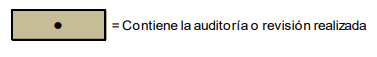 ● = Contiene la auditoría o revisión realizada